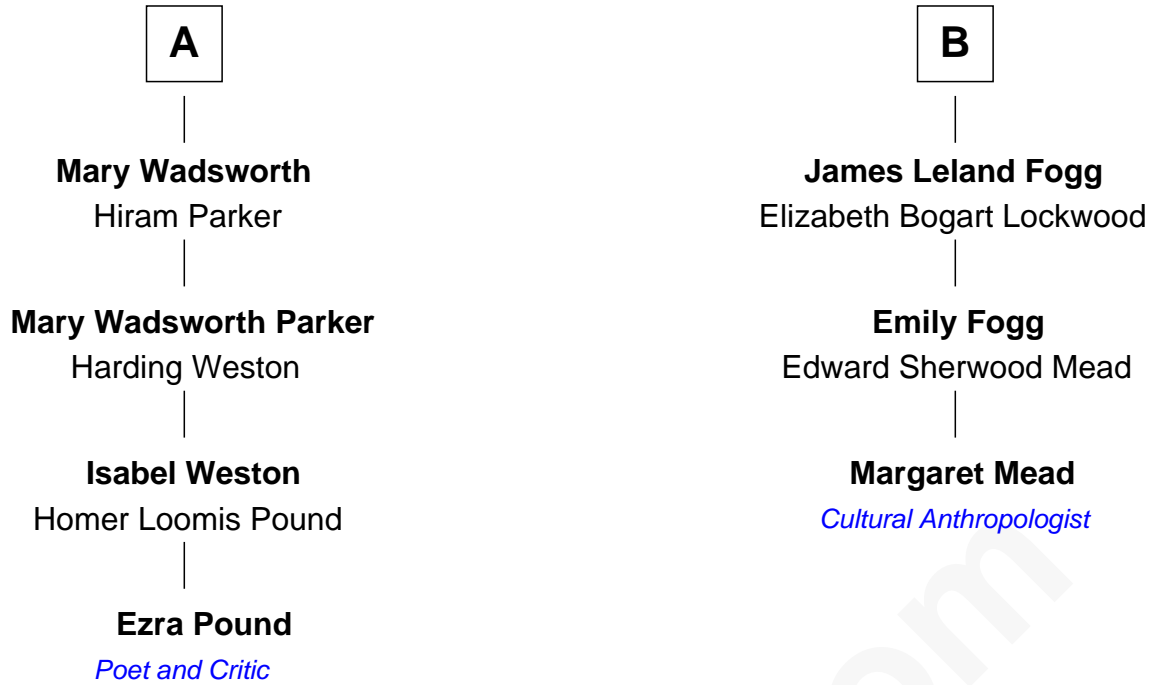 A
Mary Wadsworth
Hiram Parker
Mary Wadsworth Parker
Harding Weston
Isabel Weston
Homer Loomis Pound
Ezra Pound
Poet and Critic
B
James Leland Fogg
Elizabeth Bogart Lockwood
Emily Fogg
Edward Sherwood Mead
Margaret Mead
Cultural Anthropologist
om